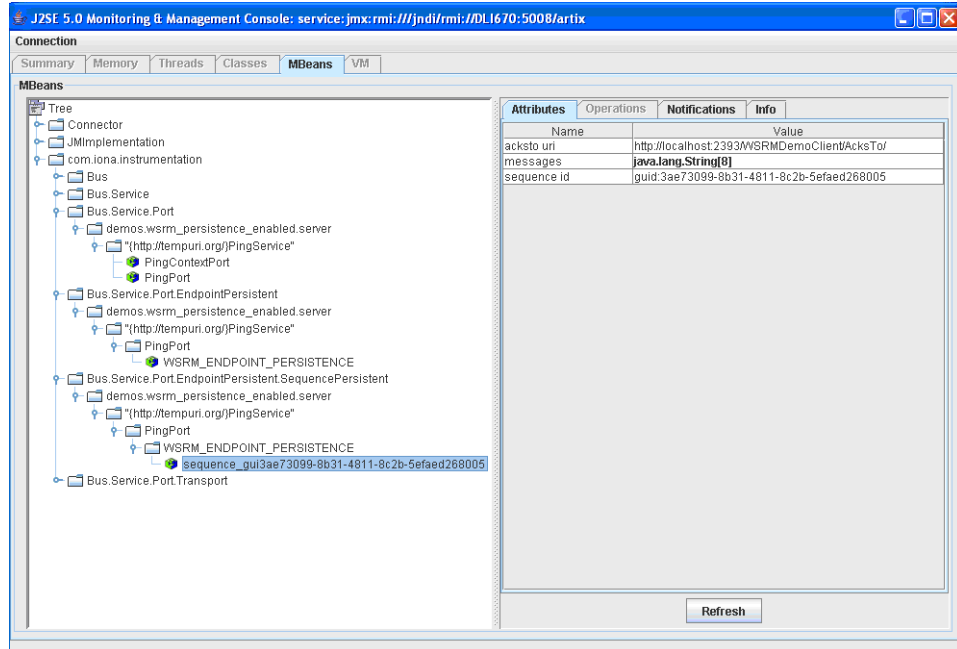 J2SE 5.0 Monitoring & Management Console: service:jmx:rmi:///jndi/rmi://DLI670:5008/artix
Connection
Summary Memory Threads Classes MBeans VM
MBeans
Tree
Connector
JMImplementation
com.iona.instrumentation
Bus
Bus.Service
Bus.Service.Port
demos.wsrm_persistence_enabled.server
"{http://tempuri.org/}PingService"
PingContextPort
PingPort
Bus.Service.Port.EndpointPersistent
demos.wsrm_persistence_enabled.server
"{http://tempuri.org/}PingService"
PingPort
WSRM_ENDPOINT_PERSISTENCE
Bus.Service.Port.EndpointPersistent.SequencePersistent
demos.wsrm_persistence_enabled.server
"{http://tempuri.org/}PingService"
PingPort
WSRM_ENDPOINT_PERSISTENCE
sequence_gui3ae73099-8b31-4811-8c2b-5efaed268005
Bus.Service.Port.Transport
Attributes Operations Notifications Info
Name Value
acksto uri http://localhost:2393/WSRMDemoClient/AcksTo/
messages java.lang.String[8]
sequence id guid:3ae73099-8b31-4811-8c2b-5efaed268005
Refresh